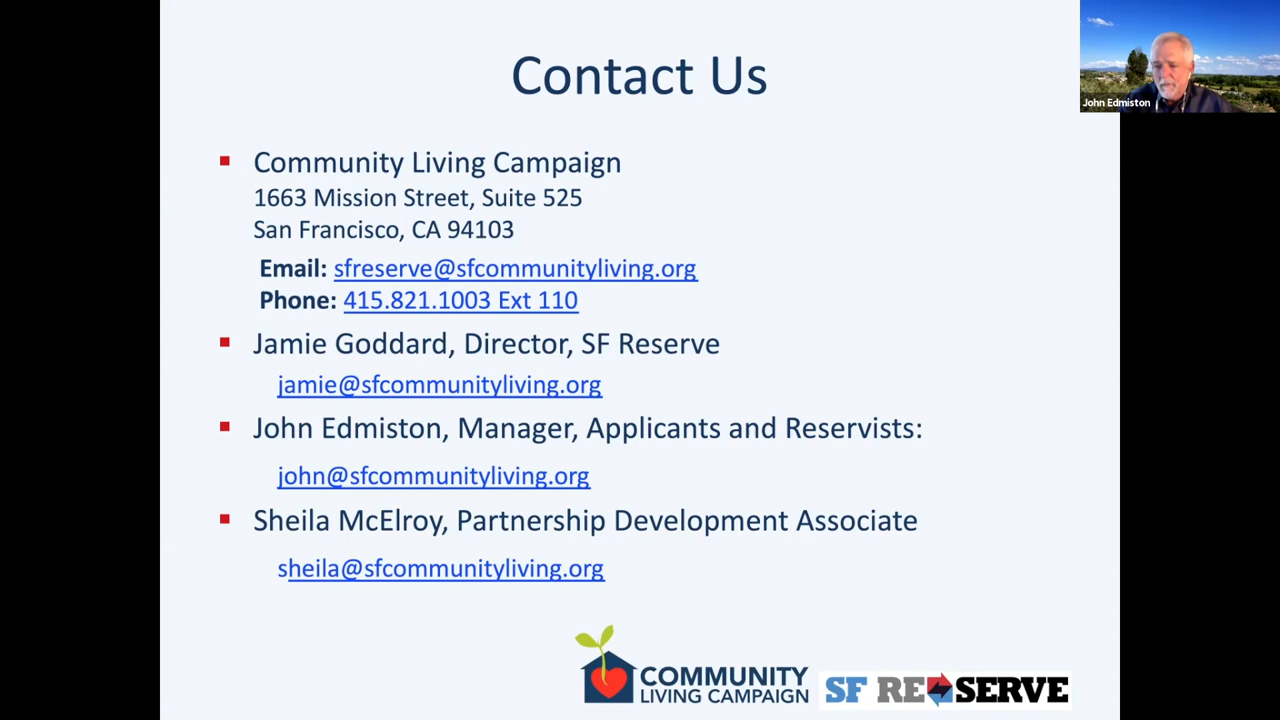 Contact Us
John Edmiston
Community Living Campaign
1663 Mission Street, Suite 525
San Francisco, CA 94103
Email: sfreserve@sfcommunityliving.org
Phone: 415.821.1003 Ext 110
Jamie Goddard, Director, SF Reserve
jamie@sfcommunityliving.org
John Edmiston, Manager, Applicants and Reservists:
john@sfcommunityliving.org
Sheila McElroy, Partnership Development Associate
sheila@sfcommunityliving.org
COMMUNITY
LIVING CAMPAIGN
SF RESERVE